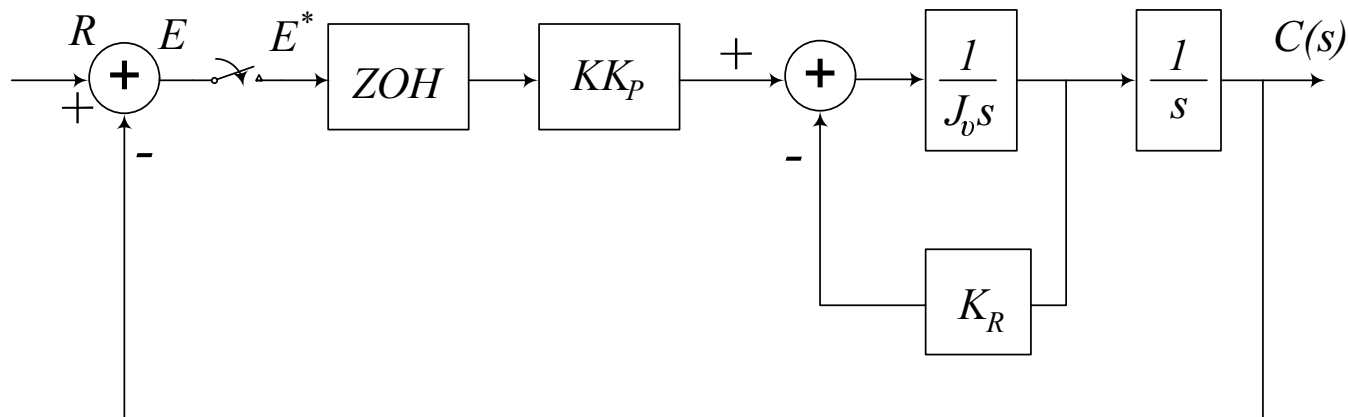 R
E
E*
C(s)
+
+
+
+
-
-
ZOH
KK_P
1
J_v s
1
s
K_R